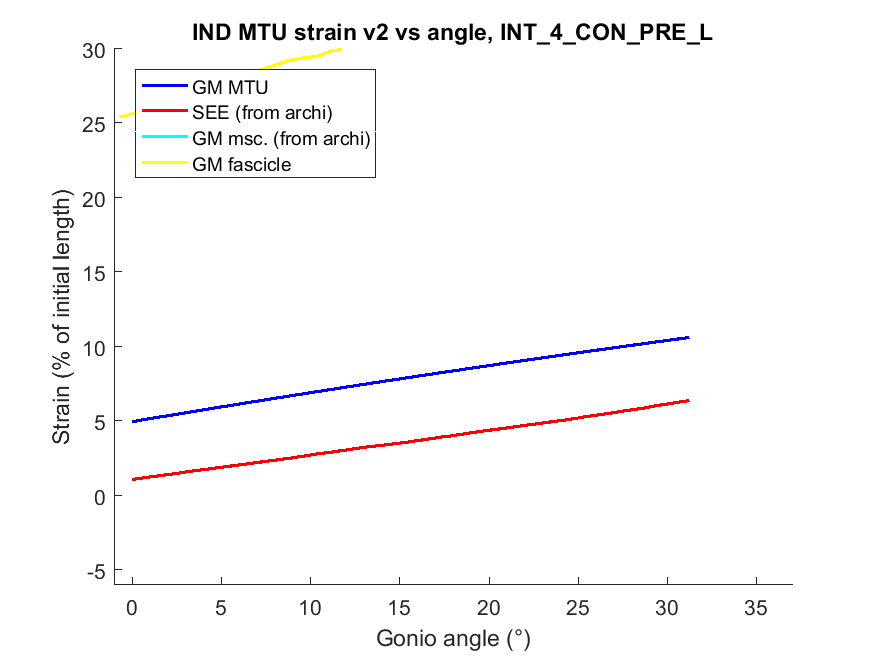 IND MTU strain v2 vs angle, INT_4_CON_PRE_L
30
25
20
15
10
5
0
-5
Strain (% of initial length)
GM MTU
SEE (from archi)
GM msc. (from archi)
GM fascicle
0 5 10 15 20 25 30 35
Gonio angle (°)